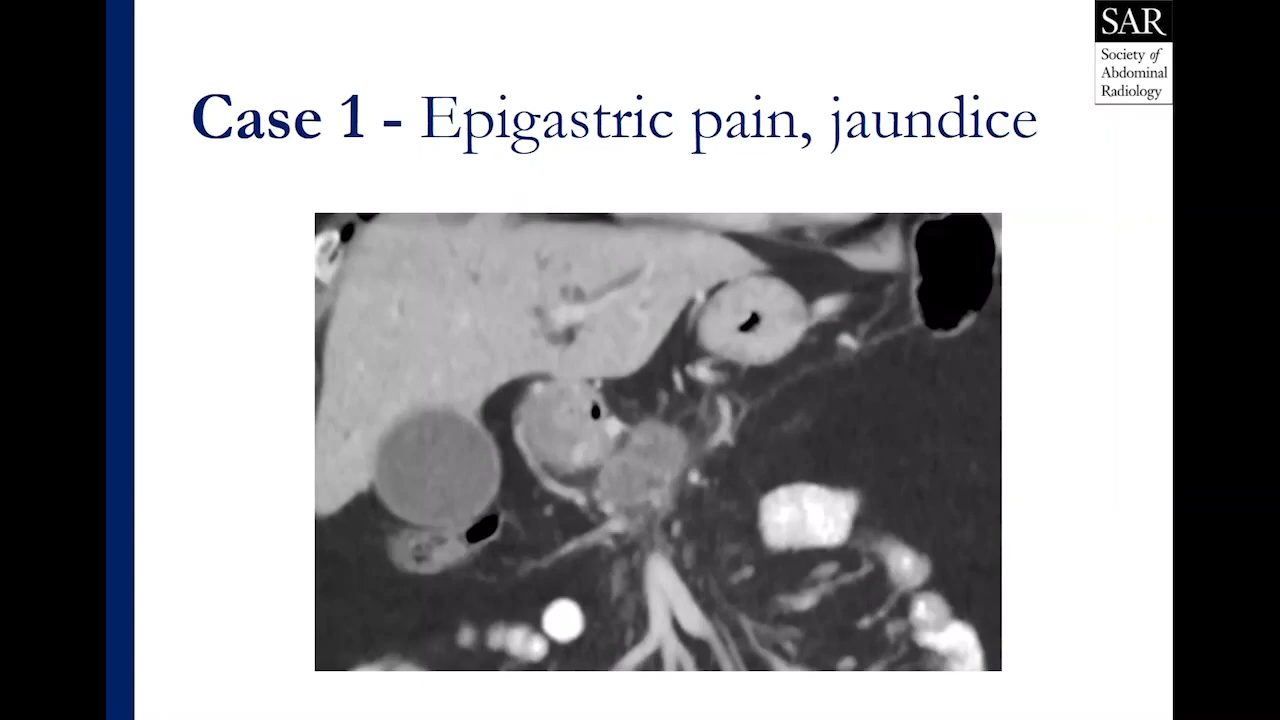 SAR
Society of
Abdominal
Radiology
Case 1 - Epigastric pain, jaundice